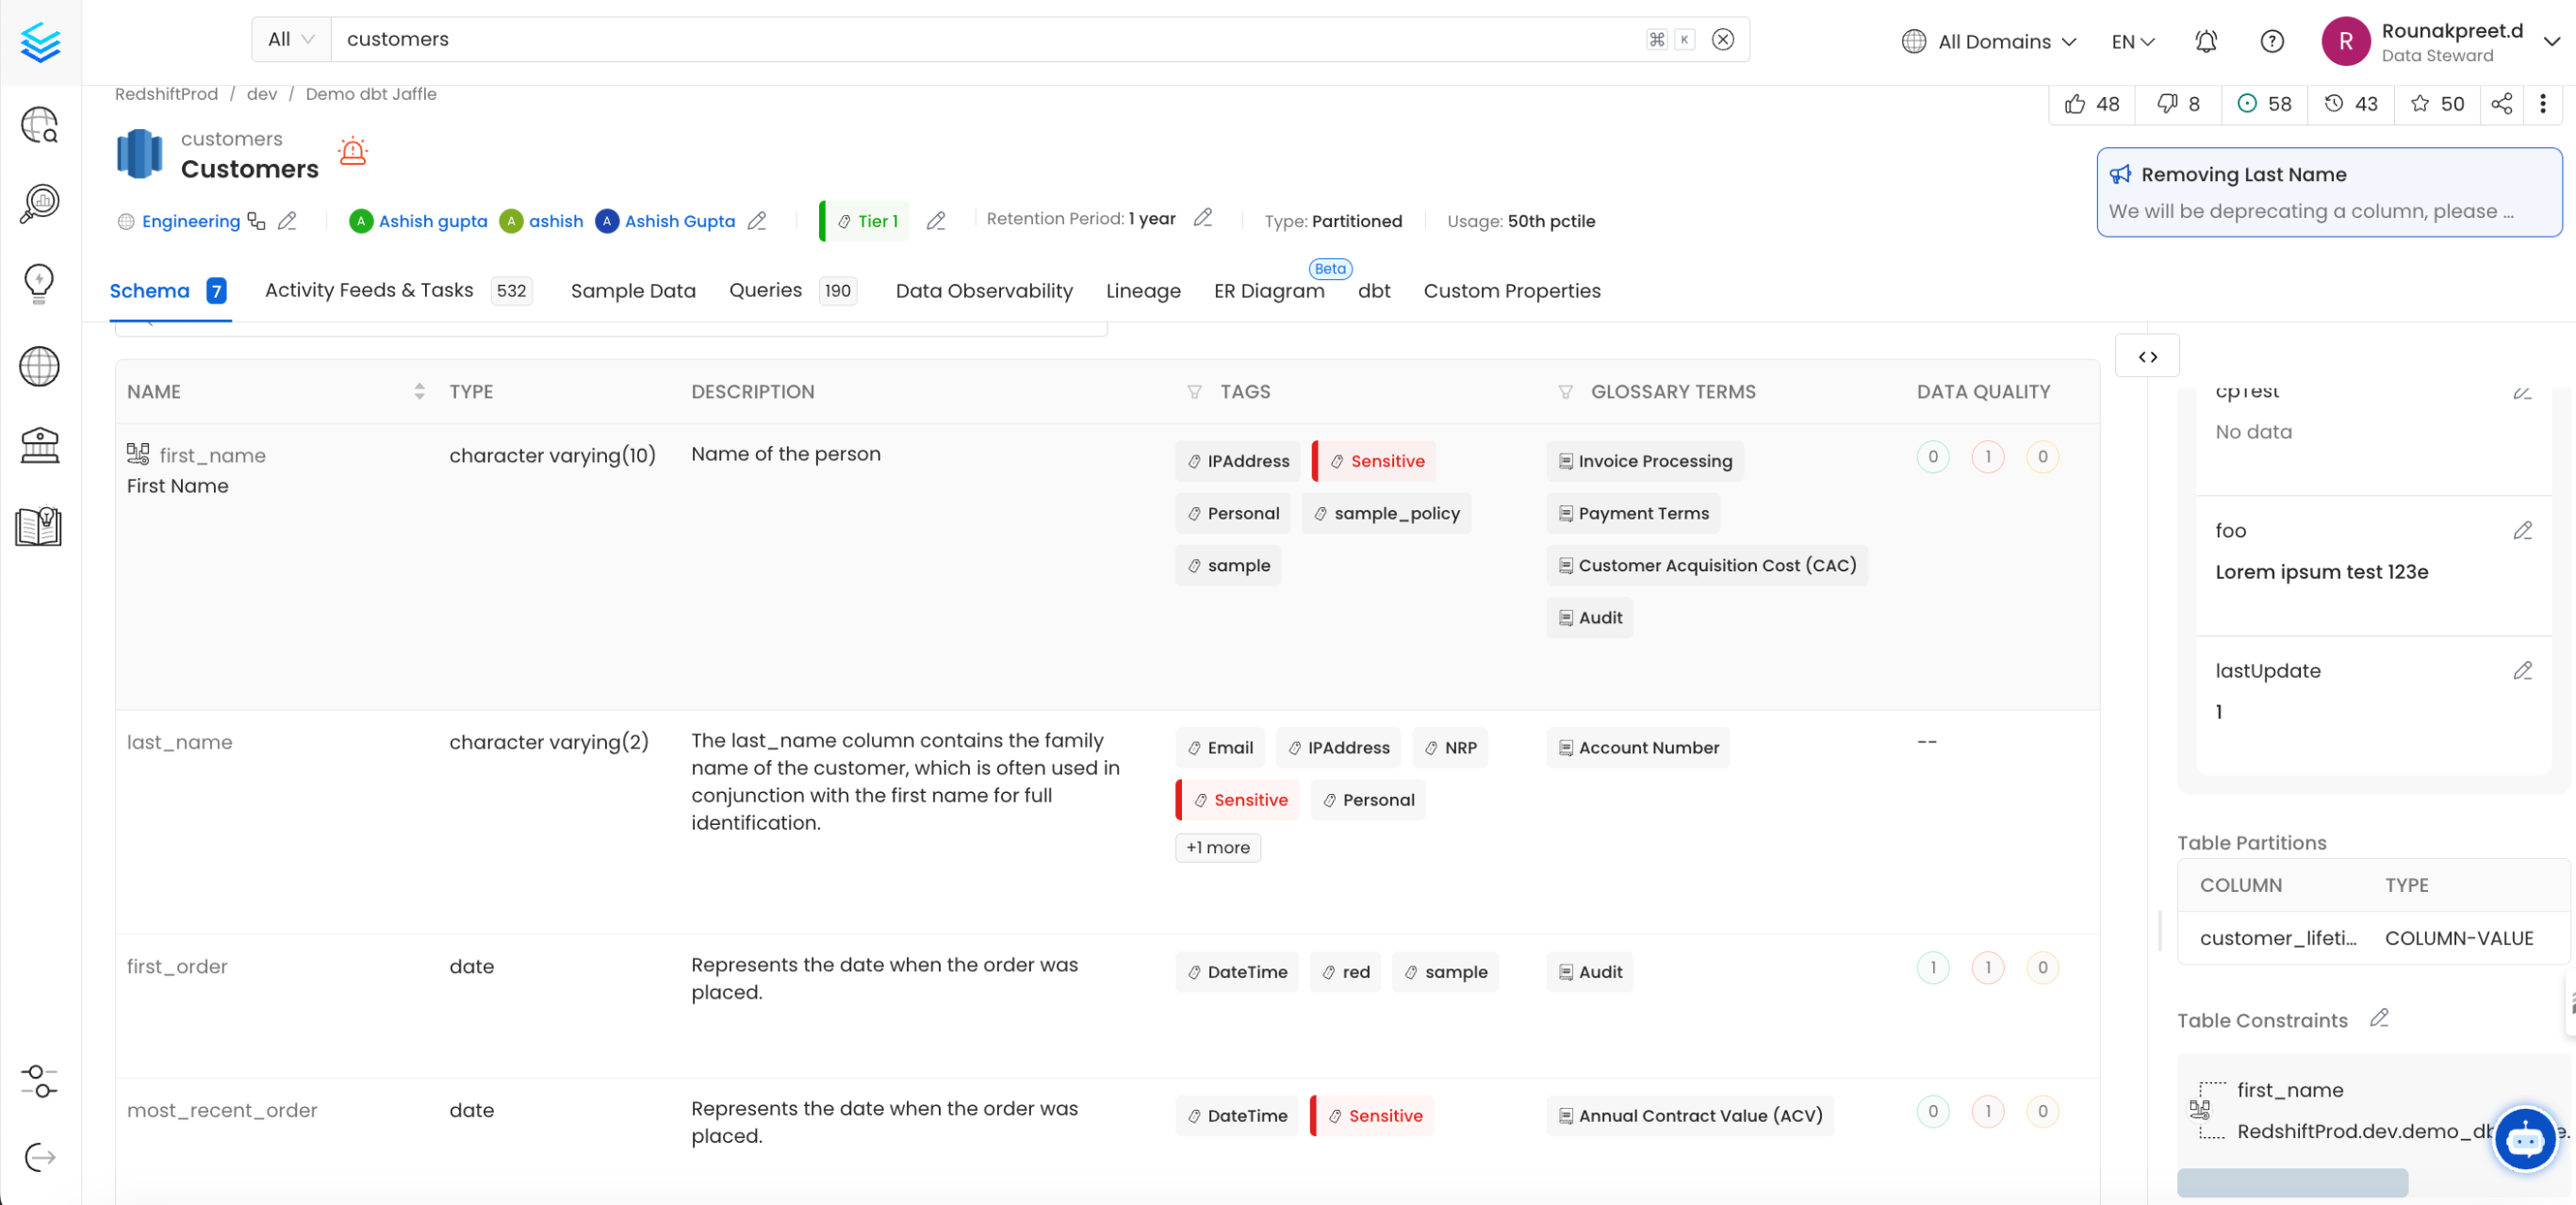 All customers ⌘ K All Domains EN R Rounakpreet.d
Data Steward
RedshiftProd / dev / Demo dbt Jaffle
48 8 58 43 50
customers
Customers
Removing Last Name
We will be deprecating a column, please ...
Engineering A Ashish gupta A ashish A Ashish Gupta Tier 1 Retention Period: 1 year Type: Partitioned Usage: 50th pctile
Schema 7 Activity Feeds & Tasks 532 Sample Data Queries 190 Data Observability Lineage ER Diagram Beta dbt Custom Properties
NAME TYPE DESCRIPTION TAGS GLOSSARY TERMS DATA QUALITY
first_name character varying(10) Name of the person IPAddress Sensitive Invoice Processing 0 1 0
First Name
Personal sample_policy Payment Terms
sample Customer Acquisition Cost (CAC)
Audit
last_name character varying(2) The last_name column contains the family Email IPAddress NRP Account Number --
name of the customer, which is often used in
conjunction with the first name for full Sensitive Personal
identification.
+1 more
first_order date Represents the date when the order was DateTime red sample Audit 1 1 0
placed.
most_recent_order date Represents the date when the order was DateTime Sensitive Annual Contract Value (ACV) 0 1 0
placed.
cpTest
No data
foo
Lorem ipsum test 123e
lastUpdate
1
Table Partitions
COLUMN TYPE
customer_lifeti... COLUMN-VALUE
Table Constraints
first_name
RedshiftProd.dev.demo_db